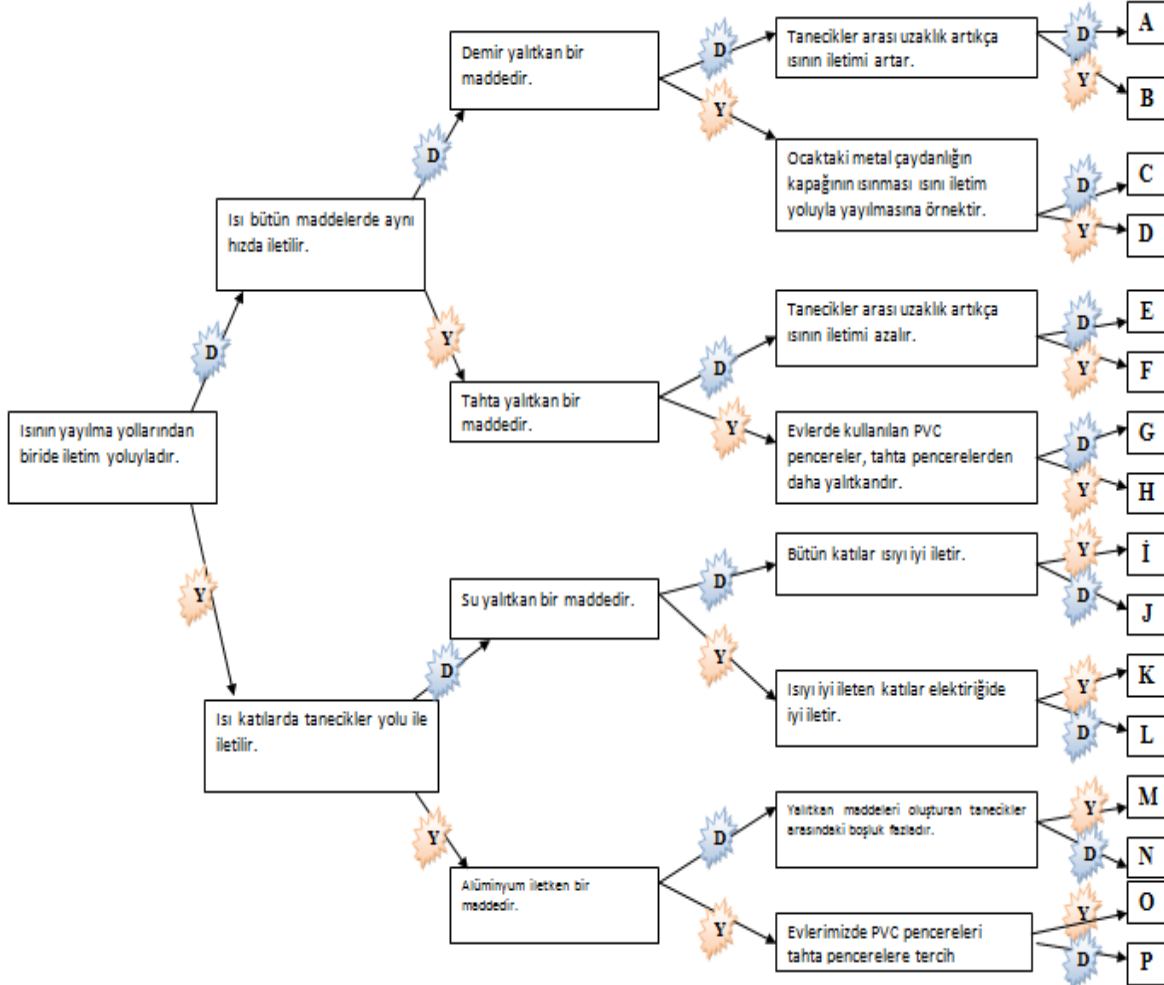 Demir yalıtkan bir
maddedir.
D
Y
Tanecikler arası uzaklık artıkça
ısının iletimi artar.
D
Y
A
B
Ocaktaki metal çaydanlığın
kapağının ısınması ısını iletim
yoluyla yayılmasına örnektir.
D
Y
C
D
D
Isı bütün maddelerde aynı
hızda iletilir.
Y
D
Tahta yalıtkan bir
maddedir.
D
Y
Tanecikler arası uzaklık artıkça
ısının iletimi azalır.
D
Y
E
F
Evlerde kullanılan PVC
pencereler, tahta pencerelerden
daha yalıtkandır.
D
Y
G
H
Isının yayılma yollarından
biride iletim yoluyladır.
Y
Su yalıtkan bir maddedir.
D
Y
Bütün katılar ısıyı iyi iletir.
Y
D
İ
J
Isıyı iyi ileten katılar elektiriğide
iyi iletir.
Y
D
K
L
D
Isı katılarda tanecikler yolu ile
iletilir.
Y
Alüminyum iletken bir
maddedir.
D
Y
Yalıtkan maddeleri oluşturan tanecikler
arasındaki boşluk fazladır.
Y
D
M
N
Evlerimizde PVC pencereleri
tahta pencerelere tercih
Y
D
O
P